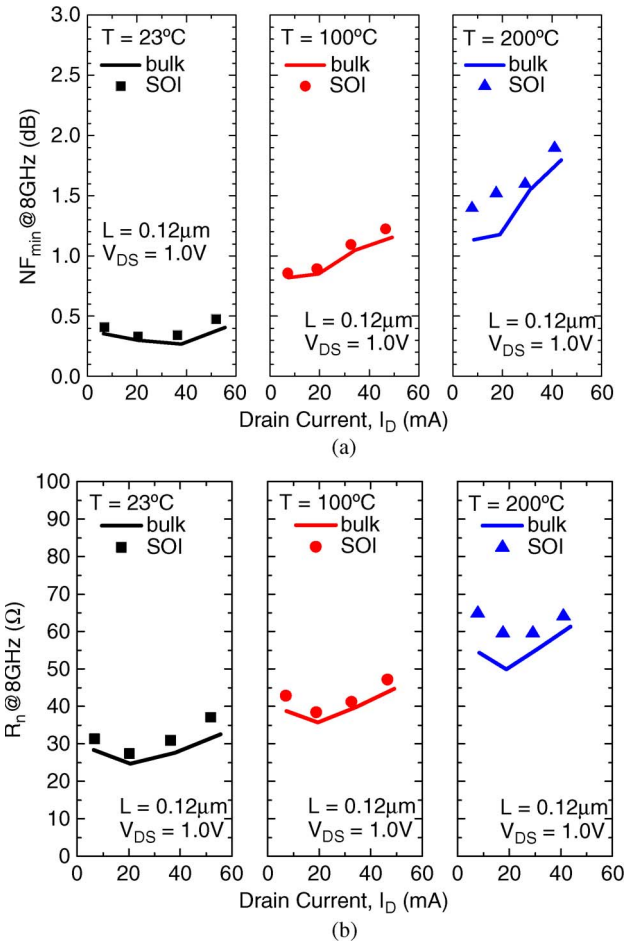 3.0
2.5
2.0
1.5
1.0
0.5
0.0
NFmin@8GHz (dB)
T = 23ºC
bulk
SOI
L = 0.12μm
VDS = 1.0V
0 20 40 60
T = 100ºC
bulk
SOI
L = 0.12μm
VDS = 1.0V
0 20 40 60
T = 200ºC
bulk
SOI
L = 0.12μm
VDS = 1.0V
0 20 40 60
Drain Current, ID (mA)
(a)
100
90
80
70
60
50
40
30
20
10
0
Rn@8GHz (Ω)
T = 23ºC
bulk
SOI
L = 0.12μm
VDS = 1.0V
0 20 40 60
T = 100ºC
bulk
SOI
L = 0.12μm
VDS = 1.0V
0 20 40 60
T = 200ºC
bulk
SOI
L = 0.12μm
VDS = 1.0V
0 20 40 60
Drain Current, ID (mA)
(b)